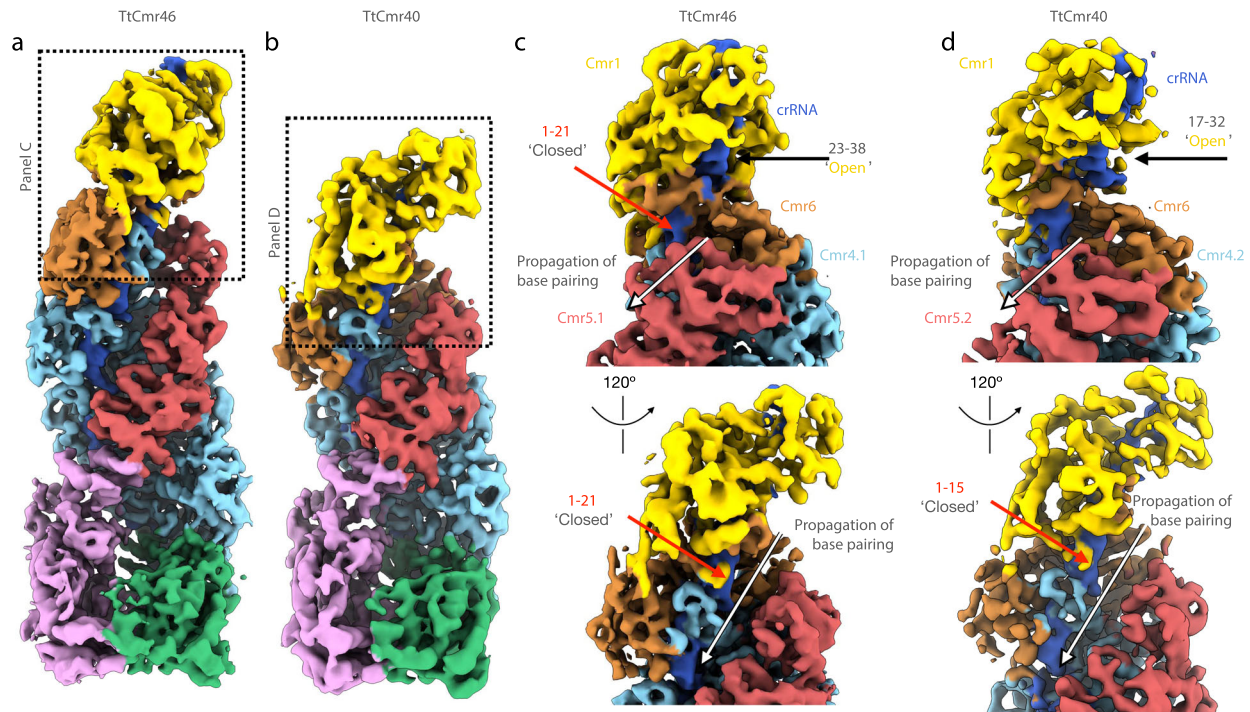 TtCmr46
TtCmr40
TtCmr46
TtCmr40
a
b
c
d
Panel C
Panel D
Cmr1
crRNA
1-21
'Closed'
23-38
'Open'
Cmr6
Propagation of
base pairing
Cmr4.1
Cmr5.1
Cmr1
crRNA
17-32
'Open'
Cmr6
Propagation of
base pairing
Cmr4.2
Cmr5.2
120º
1-21
'Closed'
Propagation of
base pairing
120º
1-15
'Closed'
Propagation of
base pairing